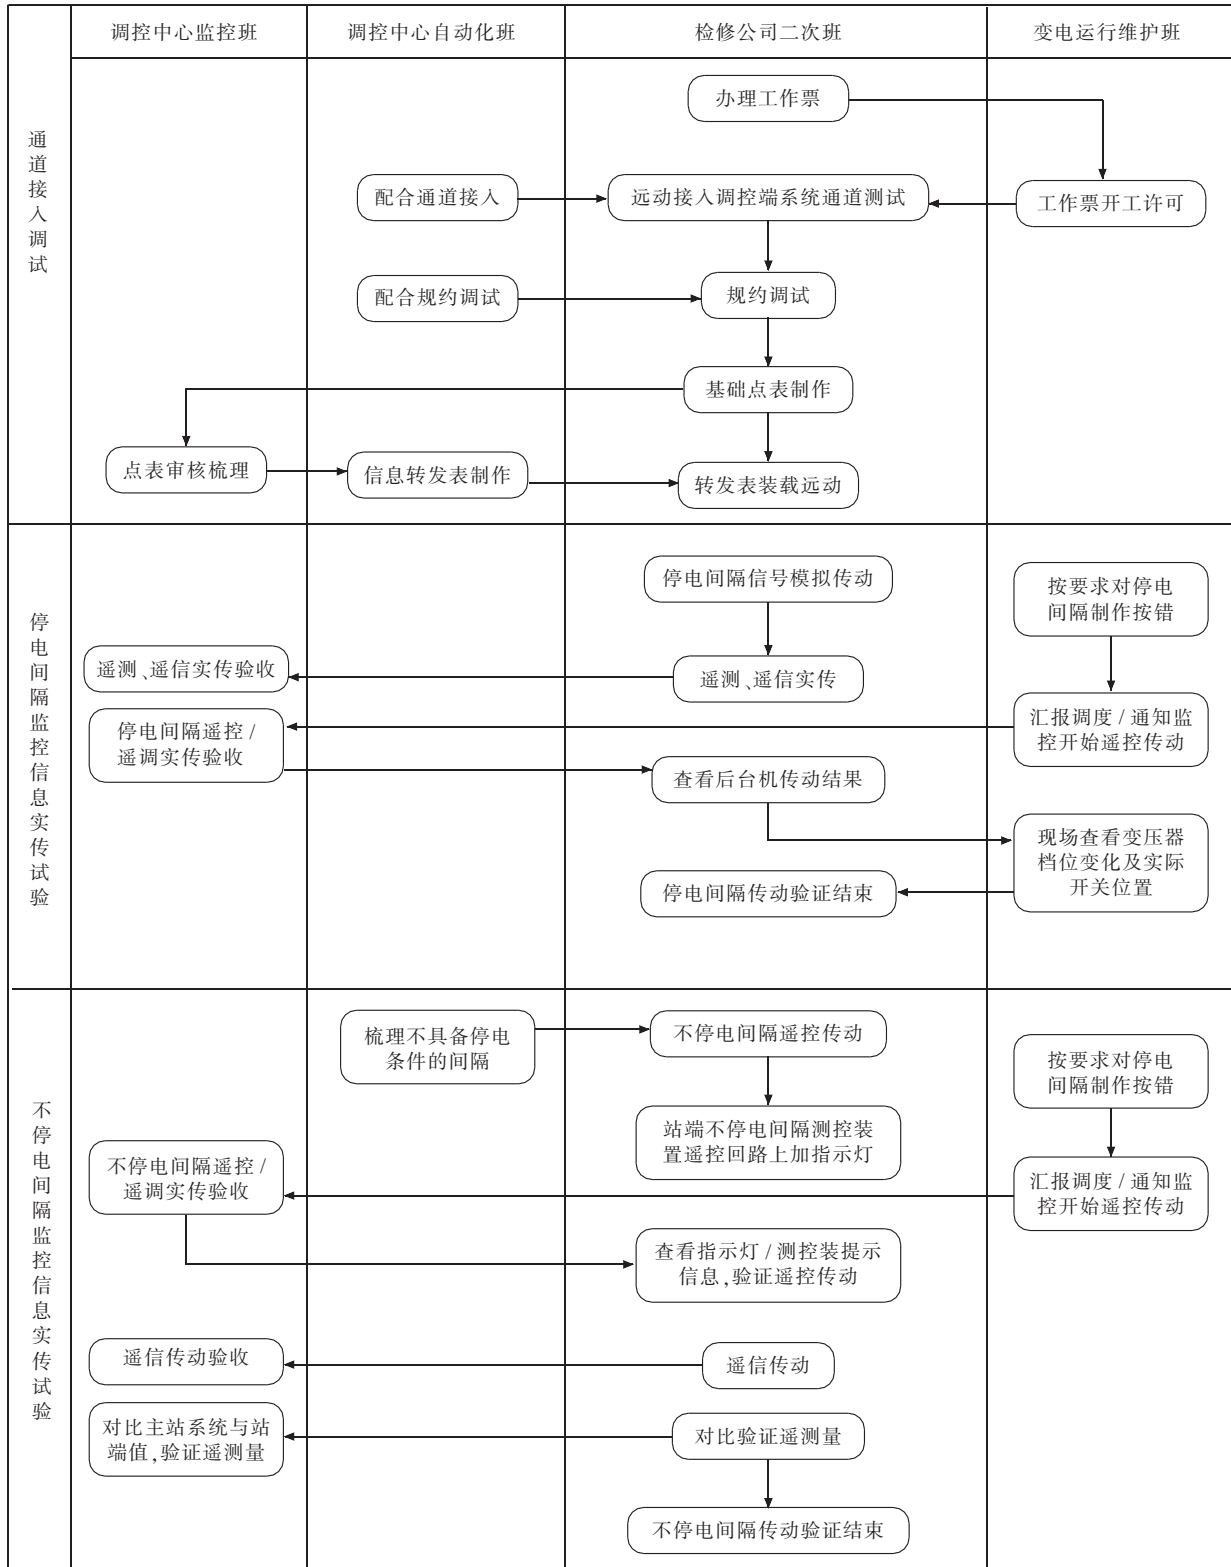 调控中心监控班
调控中心自动化班
检修公司二次班
变电运行维护班
通道接入调试
办理工作票
配合通道接入
远动接入调控端系统通道测试
工作票开工许可
配合规约调试
规约调试
基础点表制作
点表审核梳理
信息转发表制作
转发表装载远动
停电间隔监控信息实传试验
停电间隔信号模拟传动
按要求对停电
间隔制作按错
遥测、遥信实传验收
遥测、遥信实传
停电间隔遥控/
遥调实传验收
汇报调度/通知监
控开始遥控传动
查看后台机传动结果
现场查看变压器
档位变化及实际
开关位置
停电间隔传动验证结束
不停电间隔监控信息实传试验
梳理不具备停电
条件的间隔
不停电间隔遥控传动
按要求对停电
间隔制作按错
站端不停电间隔测控装
置遥控回路上加指示灯
不停电间隔遥控/
遥调实传验收
汇报调度/通知监
控开始遥控传动
查看指示灯/测控装提示
信息,验证遥控传动
遥信传动验收
遥信传动
对比主站系统与站
端值,验证遥测量
对比验证遥测量
不停电间隔传动验证结束